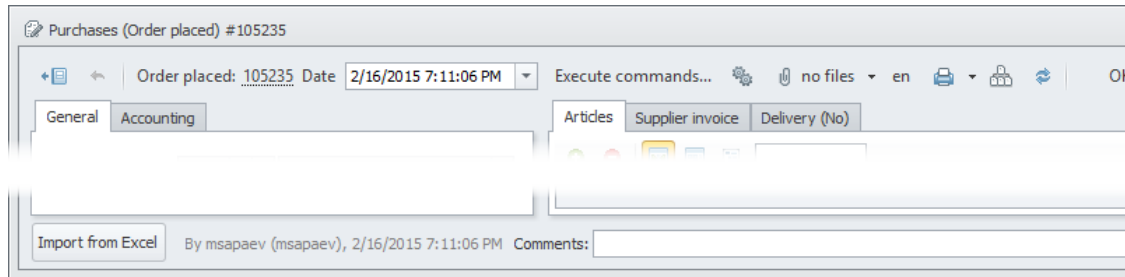 Purchases (Order placed) #105235
Order placed: 105235 Date 2/16/2015 7:11:06 PM Execute commands... no files en
General Accounting Articles Supplier invoice Delivery (No)
Import from Excel By msapaev (msapaev), 2/16/2015 7:11:06 PM Comments: